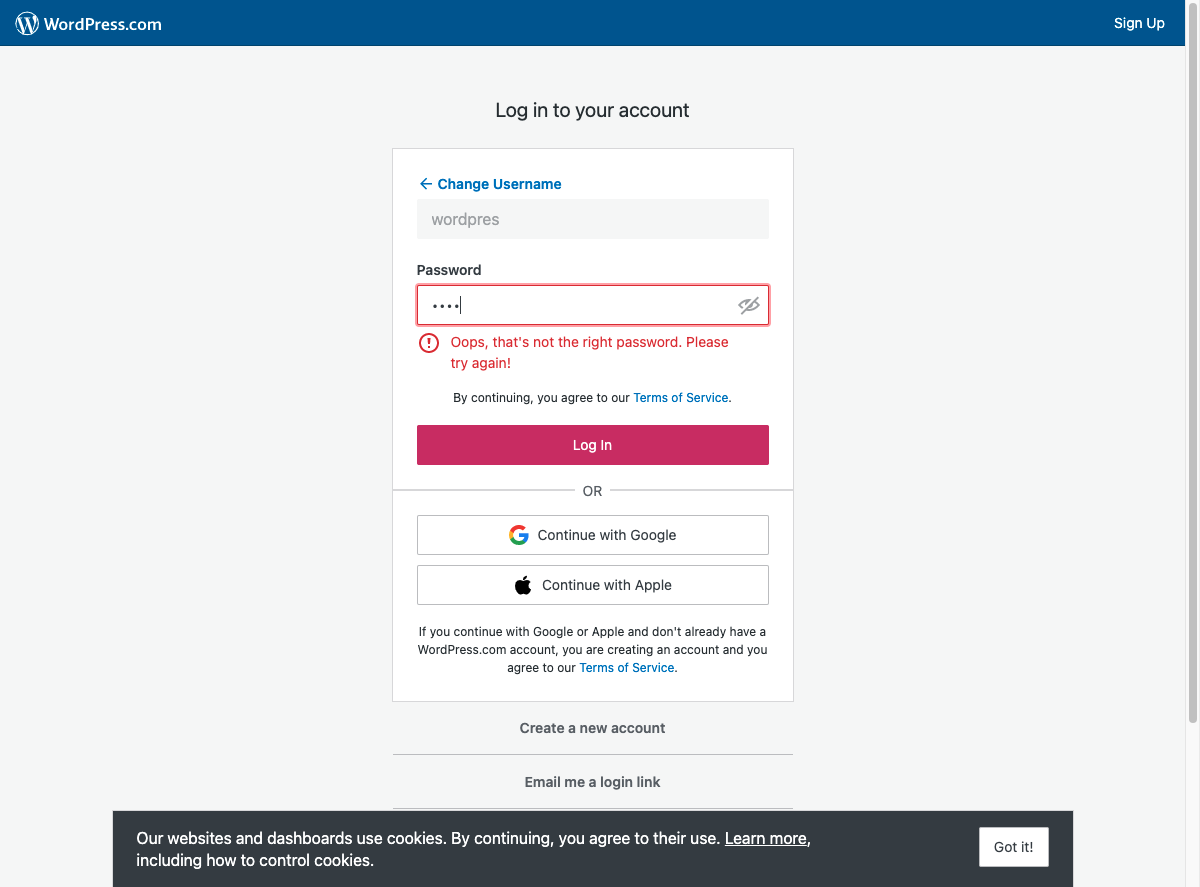 WordPress.com
Sign Up
Log in to your account
Change Username
wordpres
Password
Oops, that's not the right password. Please
try again!
By continuing, you agree to our Terms of Service.
Log In
OR
Continue with Google
Continue with Apple
If you continue with Google or Apple and don't already have a
WordPress.com account, you are creating an account and you
agree to our Terms of Service.
Create a new account
Email me a login link
Our websites and dashboards use cookies. By continuing, you agree to their use. Learn more,
including how to control cookies.
Got it!